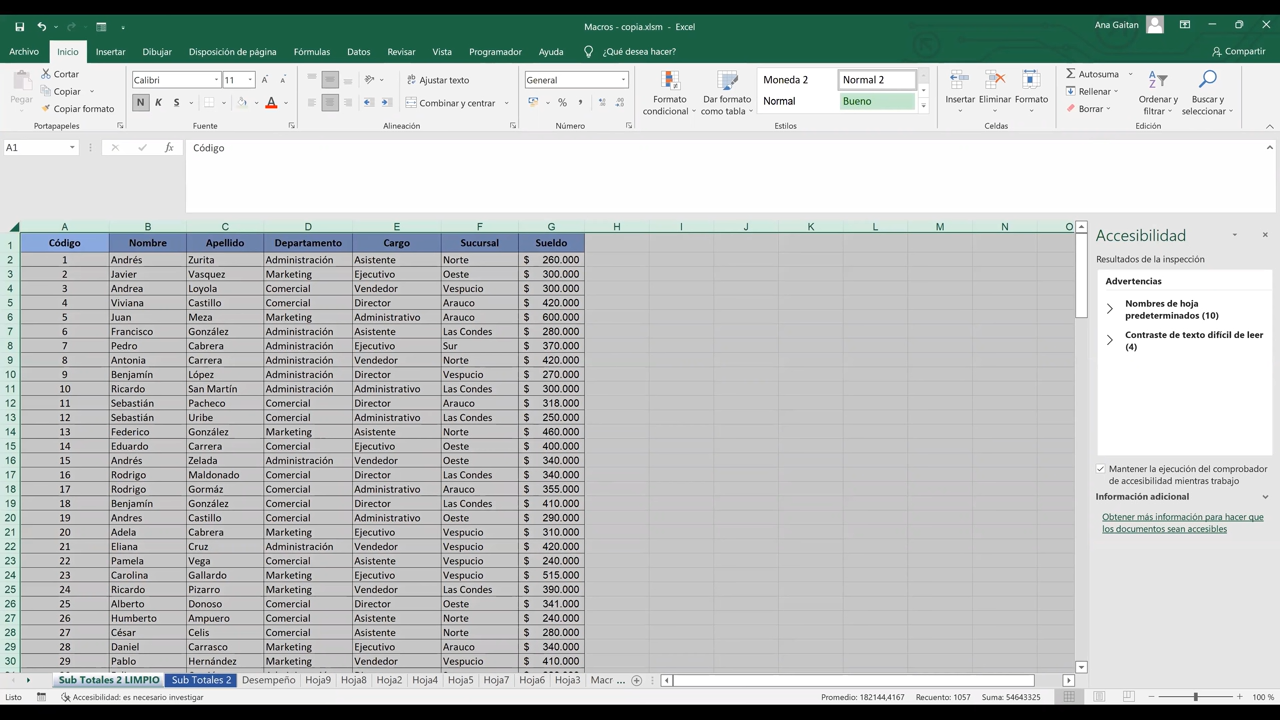 Macros - copia.xlsm - Excel
Ana Gaitan
Archivo Inicio Insertar Dibujar Disposición de página Fórmulas Datos Revisar Vista Programador Ayuda ¿Qué desea hacer? Compartir
Pegar
Cortar
Copiar
Copiar formato
Portapapeles
Calibri 11
N K S
Fuente
Ajustar texto
Combinar y centrar
Alineación
General
Número
Formato condicional
Dar formato como tabla
Moneda 2 Normal 2
Normal Bueno
Estilos
Insertar Eliminar Formato
Celdas
Autosuma
Rellenar
Borrar
Ordenar y filtrar
Buscar y seleccionar
Edición
A1 fx Código
A B C D E F G H I J K L M N O
1 Código Nombre Apellido Departamento Cargo Sucursal Sueldo
2 1 Andrés Zurita Administración Asistente Norte $ 260.000
3 2 Javier Vasquez Marketing Ejecutivo Oeste $ 300.000
4 3 Andrea Loyola Comercial Vendedor Vespucio $ 300.000
5 4 Viviana Castillo Comercial Director Arauco $ 420.000
6 5 Juan Meza Marketing Administrativo Arauco $ 600.000
7 6 Francisco González Administración Asistente Las Condes $ 280.000
8 7 Pedro Cabrera Administración Ejecutivo Sur $ 370.000
9 8 Antonia Carrera Administración Vendedor Norte $ 420.000
10 9 Benjamín López Administración Director Vespucio $ 270.000
11 10 Ricardo San Martín Administración Administrativo Las Condes $ 300.000
12 11 Sebastián Pacheco Comercial Director Arauco $ 318.000
13 12 Sebastián Uribe Comercial Administrativo Las Condes $ 250.000
14 13 Federico González Marketing Asistente Norte $ 460.000
15 14 Eduardo Carrera Comercial Ejecutivo Oeste $ 400.000
16 15 Andrés Zelada Administración Vendedor Oeste $ 340.000
17 16 Rodrigo Maldonado Comercial Director Las Condes $ 340.000
18 17 Rodrigo Gormáz Comercial Administrativo Arauco $ 355.000
19 18 Benjamín González Comercial Director Las Condes $ 410.000
20 19 Andres Castillo Comercial Administrativo Oeste $ 290.000
21 20 Adela Cabrera Marketing Ejecutivo Vespucio $ 310.000
22 21 Eliana Cruz Administración Vendedor Vespucio $ 420.000
23 22 Pamela Vega Comercial Asistente Vespucio $ 240.000
24 23 Carolina Gallardo Marketing Ejecutivo Vespucio $ 515.000
25 24 Ricardo Pizarro Marketing Vendedor Las Condes $ 390.000
26 25 Alberto Donoso Comercial Director Oeste $ 341.000
27 26 Humberto Ampuero Comercial Asistente Norte $ 240.000
28 27 César Celis Comercial Asistente Norte $ 280.000
29 28 Daniel Carrasco Marketing Ejecutivo Arauco $ 340.000
30 29 Pablo Hernández Marketing Vendedor Vespucio $ 410.000
Accesibilidad
Resultados de la inspección
Advertencias
Nombres de hoja
predeterminados (10)
Contraste de texto difícil de leer
(4)
Mantener la ejecución del comprobador
de accesibilidad mientras trabajo
Información adicional
Obtener más información para hacer que
los documentos sean accesibles
Sub Totales 2 LIMPIO Sub Totales 2 Desempeño Hoja9 Hoja8 Hoja2 Hoja4 Hoja5 Hoja7 Hoja6 Hoja3 Macr ...
Listo Accesibilidad: es necesario investigar Promedio: 182144,4167 Recuento: 1057 Suma: 54643325 100 %